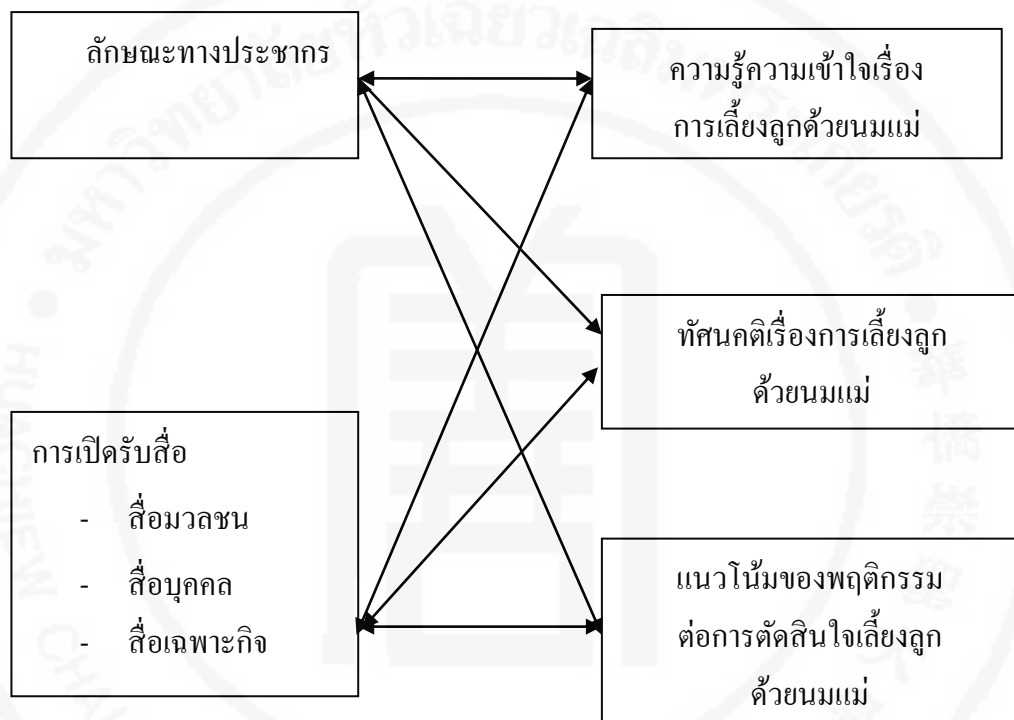 ลักษณะทางประชากร
ความรู้ความเข้าใจเรื่อง
การเลี้ยงลูกด้วยนมแม่
ทัศนคติเรื่องการเลี้ยงลูก
ด้วยนมแม่
การเปิดรับสื่อ
- สื่อมวลชน
- สื่อบุคคล
- สื่อเฉพาะกิจ
แนวโน้มของพฤติกรรม
ต่อการตัดสินใจเลี้ยงลูก
ด้วยนมแม่